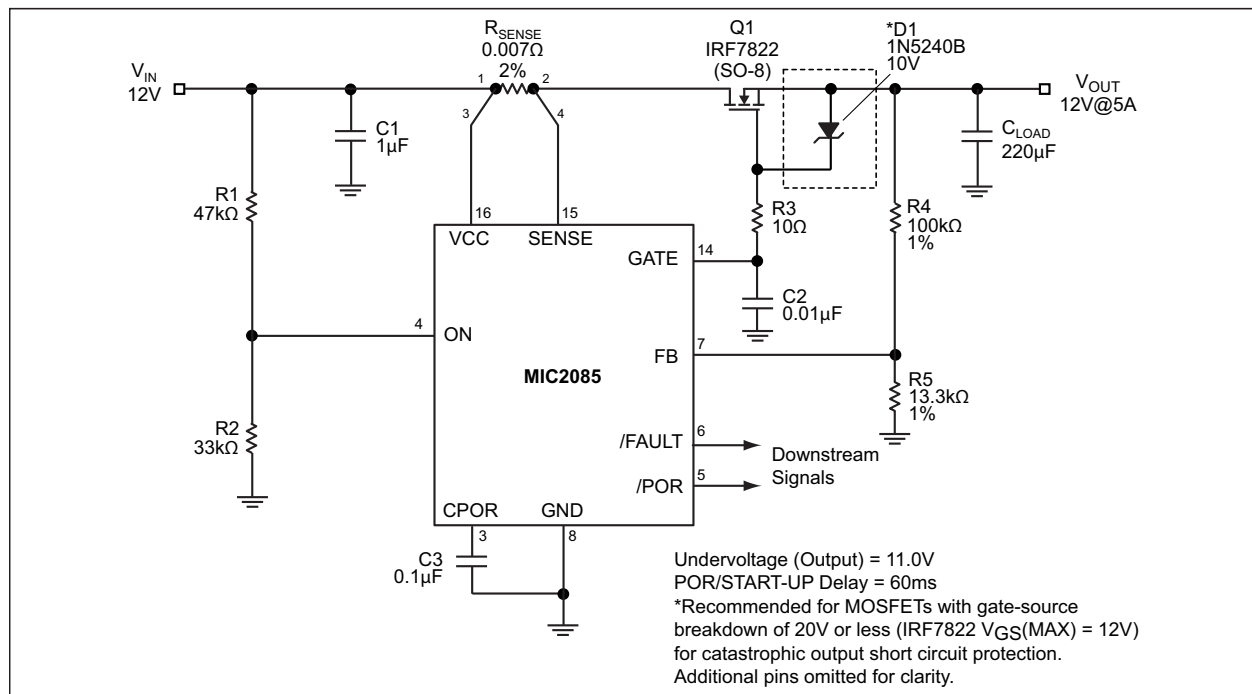 R_SENSE
0.007Ω
2%
Q1
IRF7822
(SO-8)
*D1
1N5240B
10V
V_IN
12V
1
2
3
4
V_OUT
12V@5A
C1
1µF
C_LOAD
220µF
R1
47kΩ
16
15
VCC
SENSE
R3
10Ω
R4
100kΩ
1%
GATE
14
C2
0.01µF
4
ON
FB
7
MIC2085
R5
13.3kΩ
1%
R2
33kΩ
/FAULT
6
/POR
5
Downstream
Signals
CPOR
GND
3
8
C3
0.1µF
Undervoltage (Output) = 11.0V
POR/START-UP Delay = 60ms
*Recommended for MOSFETs with gate-source
breakdown of 20V or less (IRF7822 VGS(MAX) = 12V)
for catastrophic output short circuit protection.
Additional pins omitted for clarity.